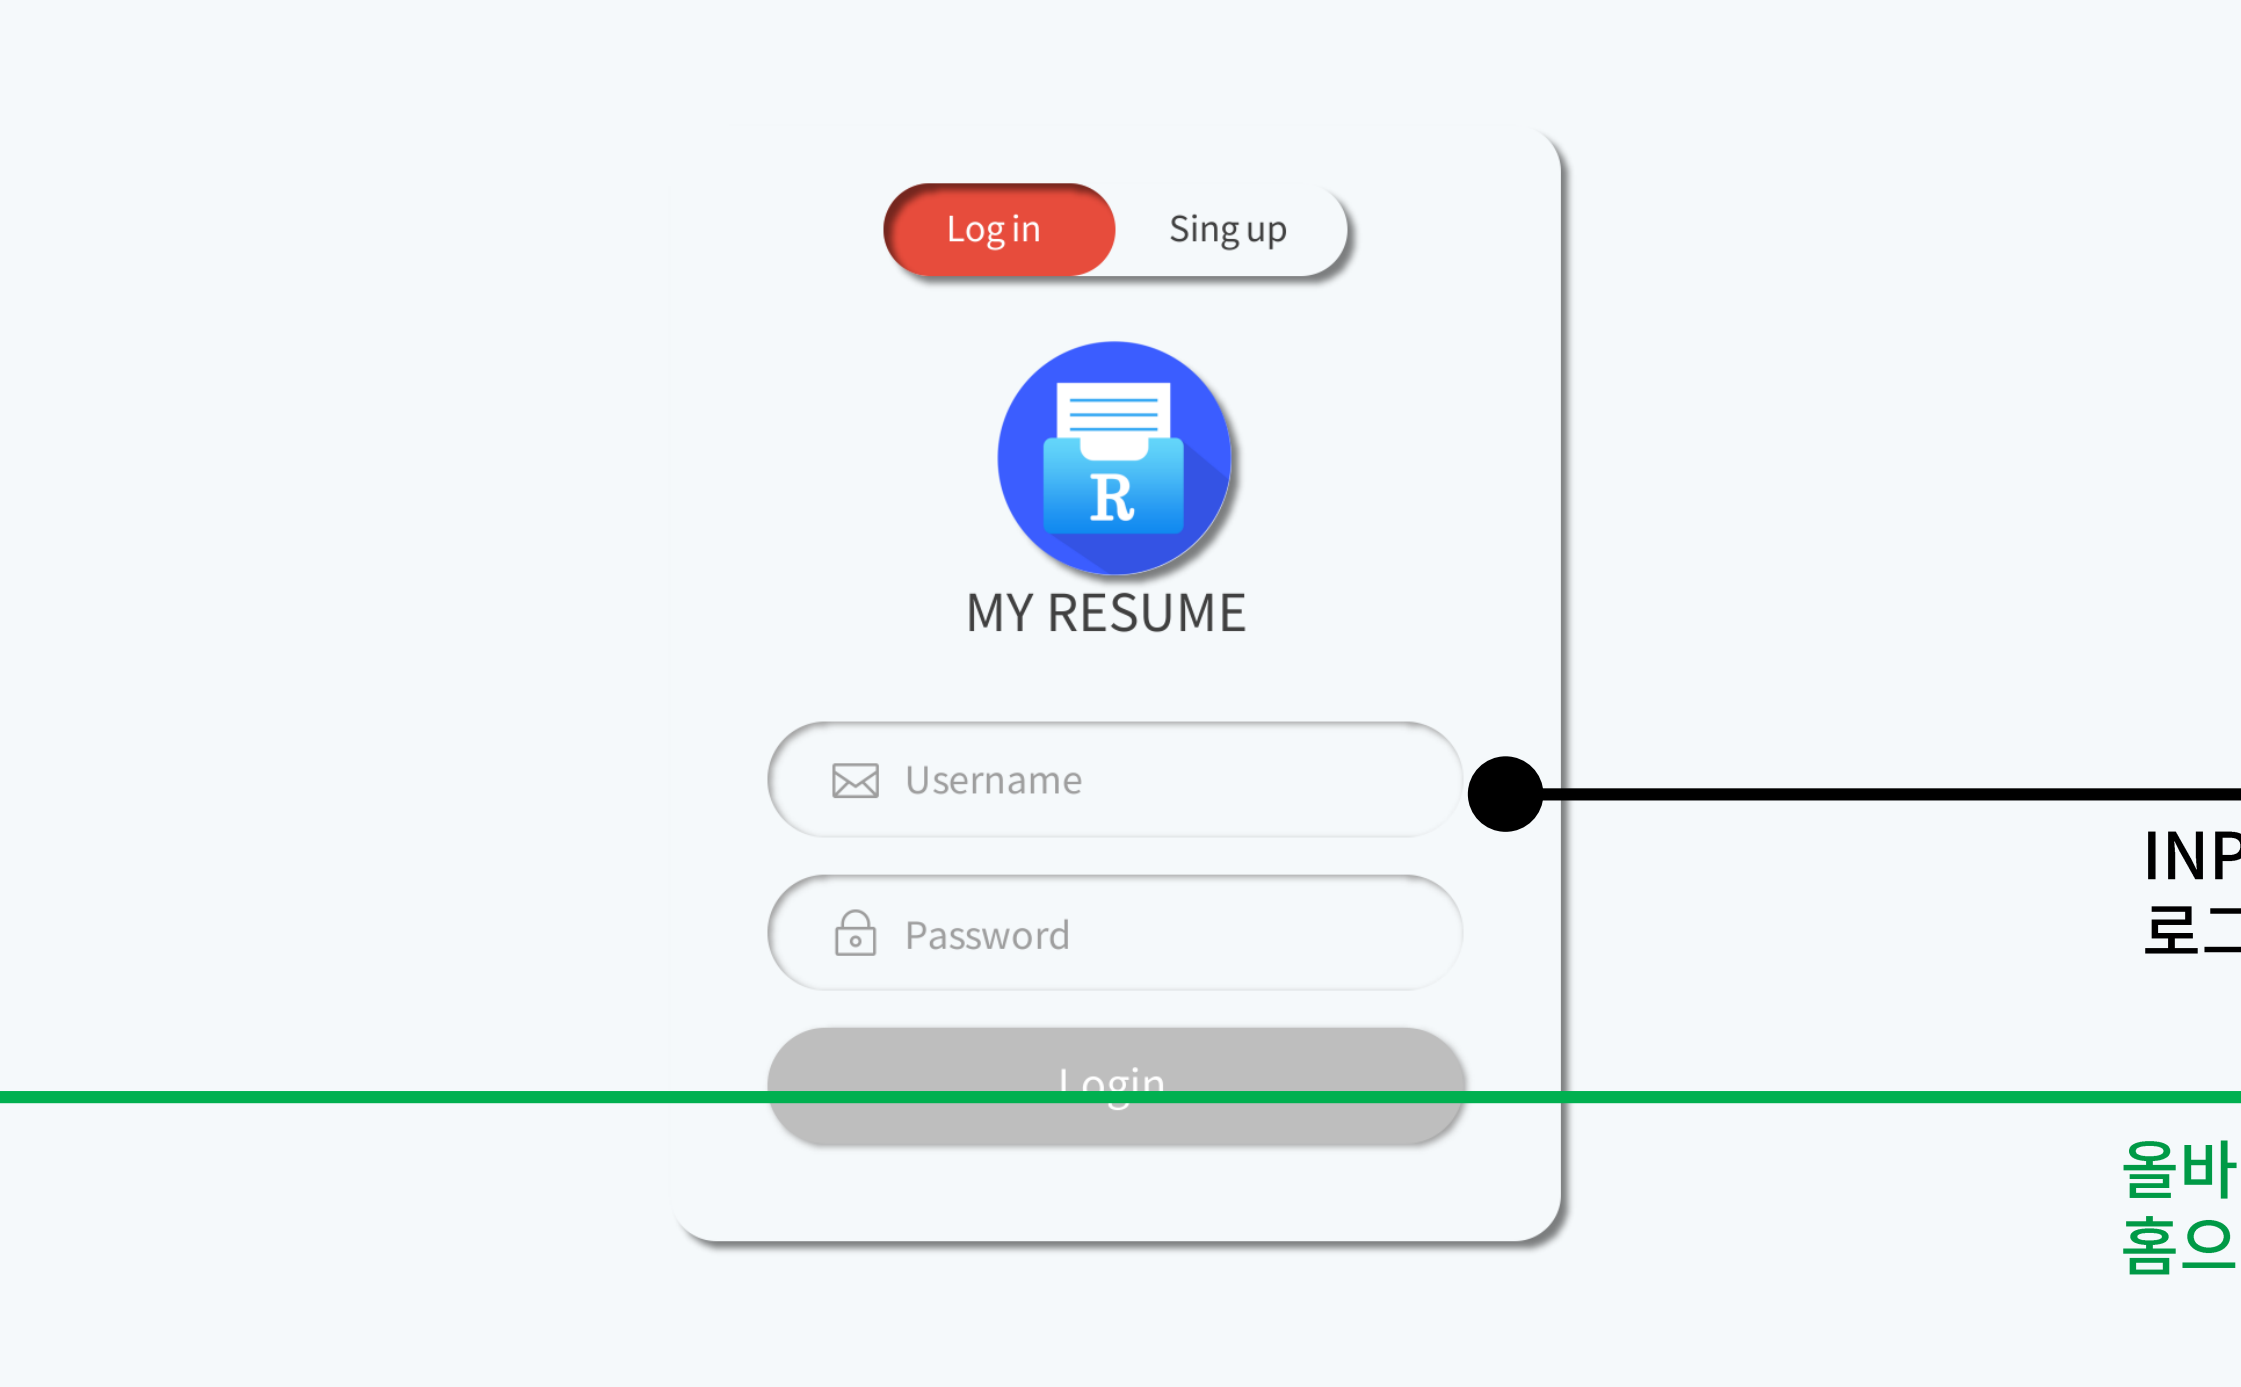 Log in
Sing up
R
MY RESUME
Username
Password
Login
INP
로그
올바
홈으